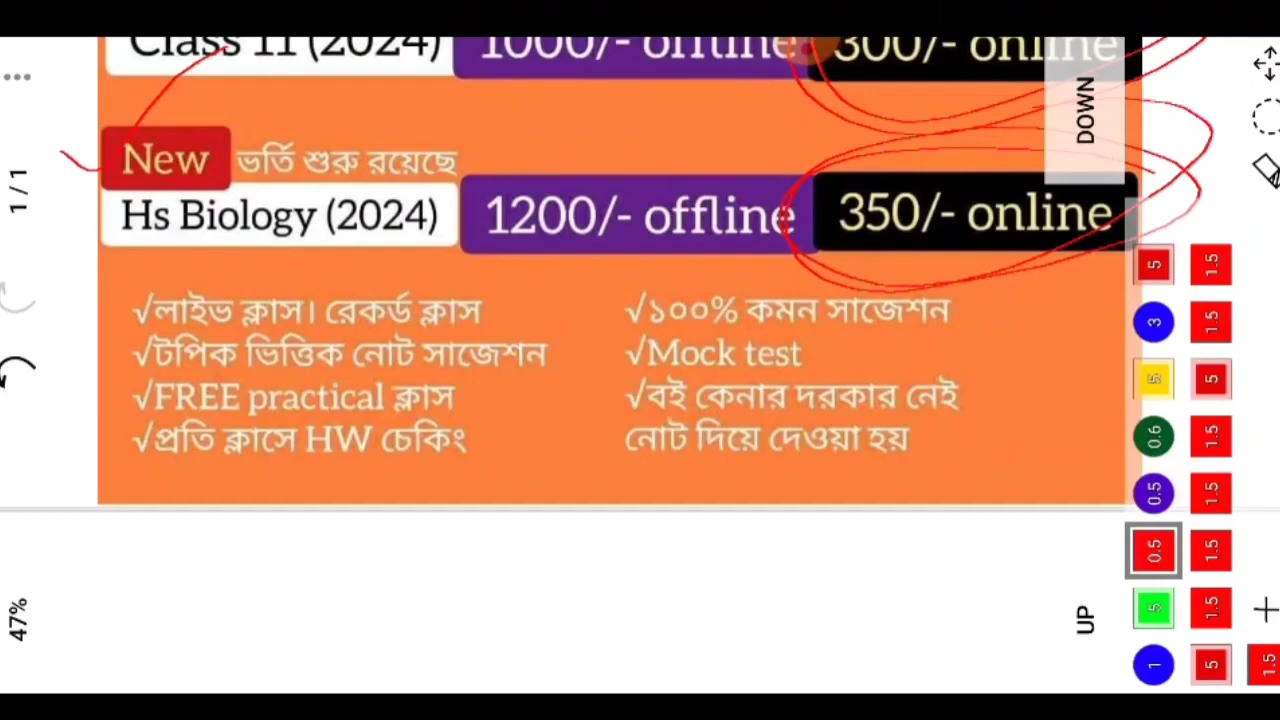 Class 11 (2024) 1000/- offline 300/- online
New ভর্তি শুরু রয়েছে
Hs Biology (2024) 1200/- offline 350/- online
√লাইভ ক্লাস। রেকর্ড ক্লাস
√টপিক ভিত্তিক নোট সাজেশন
√FREE practical ক্লাস
√প্রতি ক্লাসে HW চেকিং
√১০০% কমন সাজেশন
√Mock test
√বই কেনার দরকার নেই
নোট দিয়ে দেওয়া হয়
DOWN
UP
1 / 1
47%
5 1.5
3 1.5
5 5
0.6 1.5
0.5 1.5
0.5 1.5
5 1.5
1 5 1.5